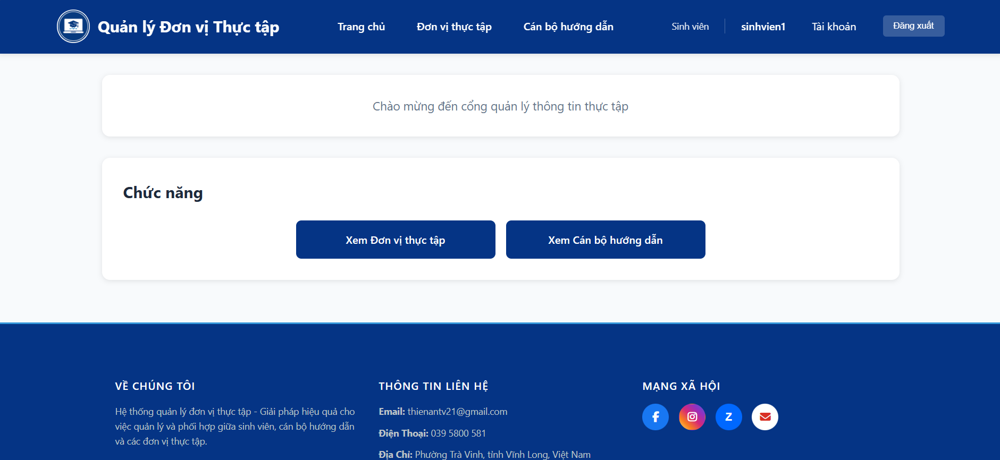 Quản lý Đơn vị Thực tập
Trang chủ
Đơn vị thực tập
Cán bộ hướng dẫn
Sinh viên
sinhvien1
Tài khoản
Đăng xuất
Chào mừng đến cổng quản lý thông tin thực tập
Chức năng
Xem Đơn vị thực tập
Xem Cán bộ hướng dẫn
VỀ CHÚNG TÔI
Hệ thống quản lý đơn vị thực tập - Giải pháp hiệu quả cho
việc quản lý và phối hợp giữa sinh viên, cán bộ hướng dẫn
và các đơn vị thực tập.
THÔNG TIN LIÊN HỆ
Email: thienantv21@gmail.com
Điện Thoại: 039 5800 581
Địa Chỉ: Phường Trà Vinh, tỉnh Vĩnh Long, Việt Nam
MẠNG XÃ HỘI
Z